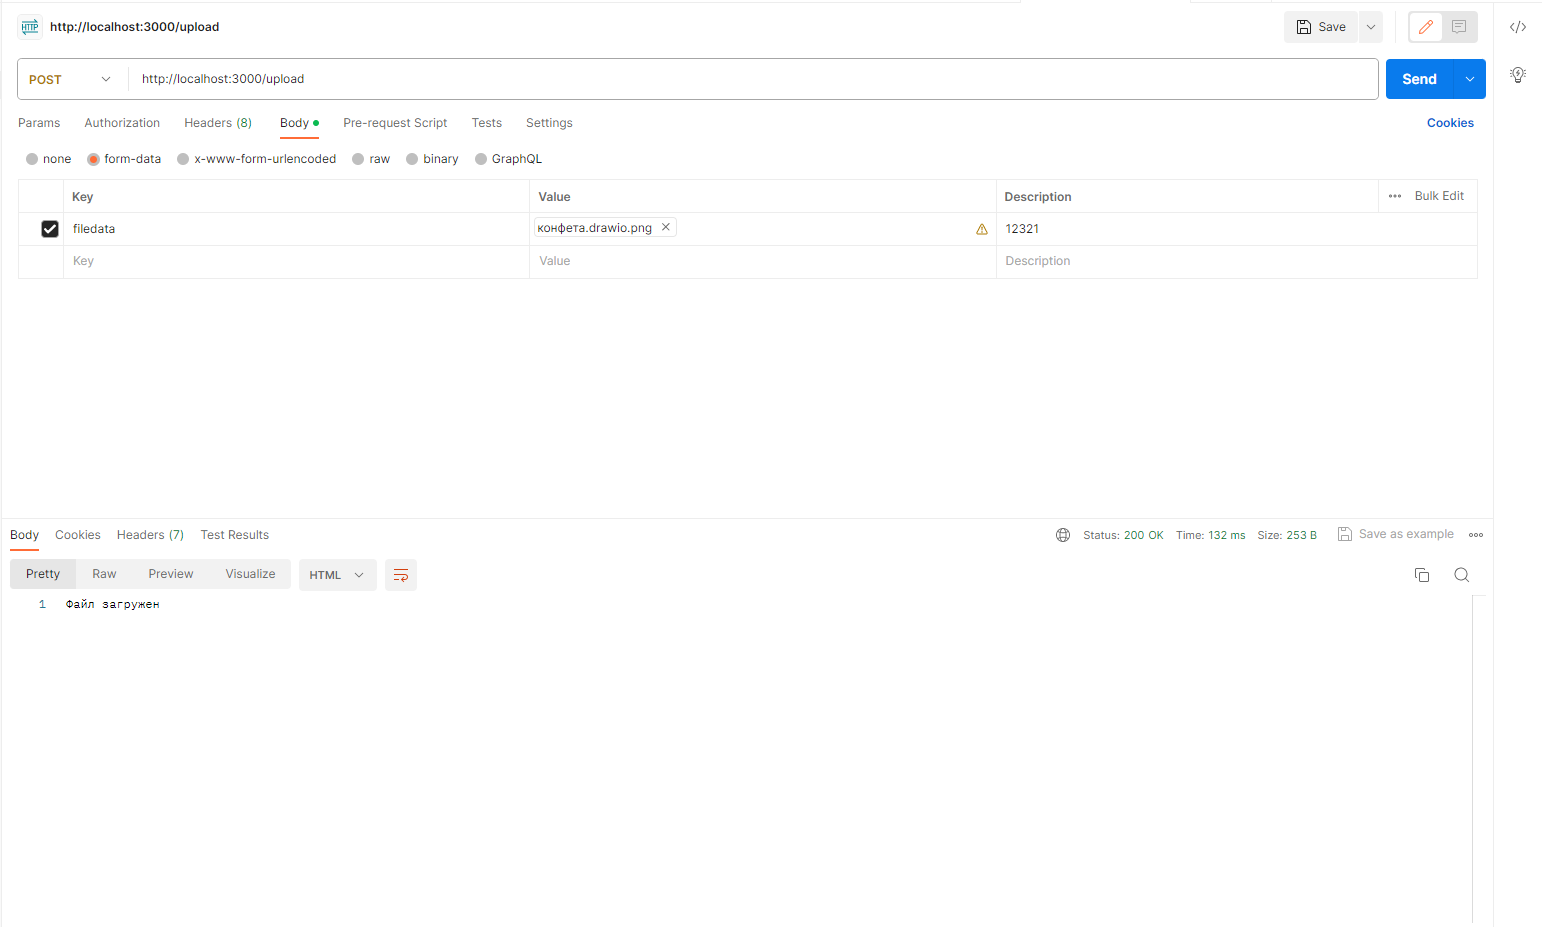 HTTP http://localhost:3000/upload Save
POST http://localhost:3000/upload Send
Params Authorization Headers (8) Body Pre-request Script Tests Settings Cookies
none form-data x-www-form-urlencoded raw binary GraphQL
Key Value Description Bulk Edit
filedata конфета.drawio.png 12321
Key Value Description
Body Cookies Headers (7) Test Results Status: 200 OK Time: 132 ms Size: 253 B Save as example
Pretty Raw Preview Visualize HTML
1 Файл загружен